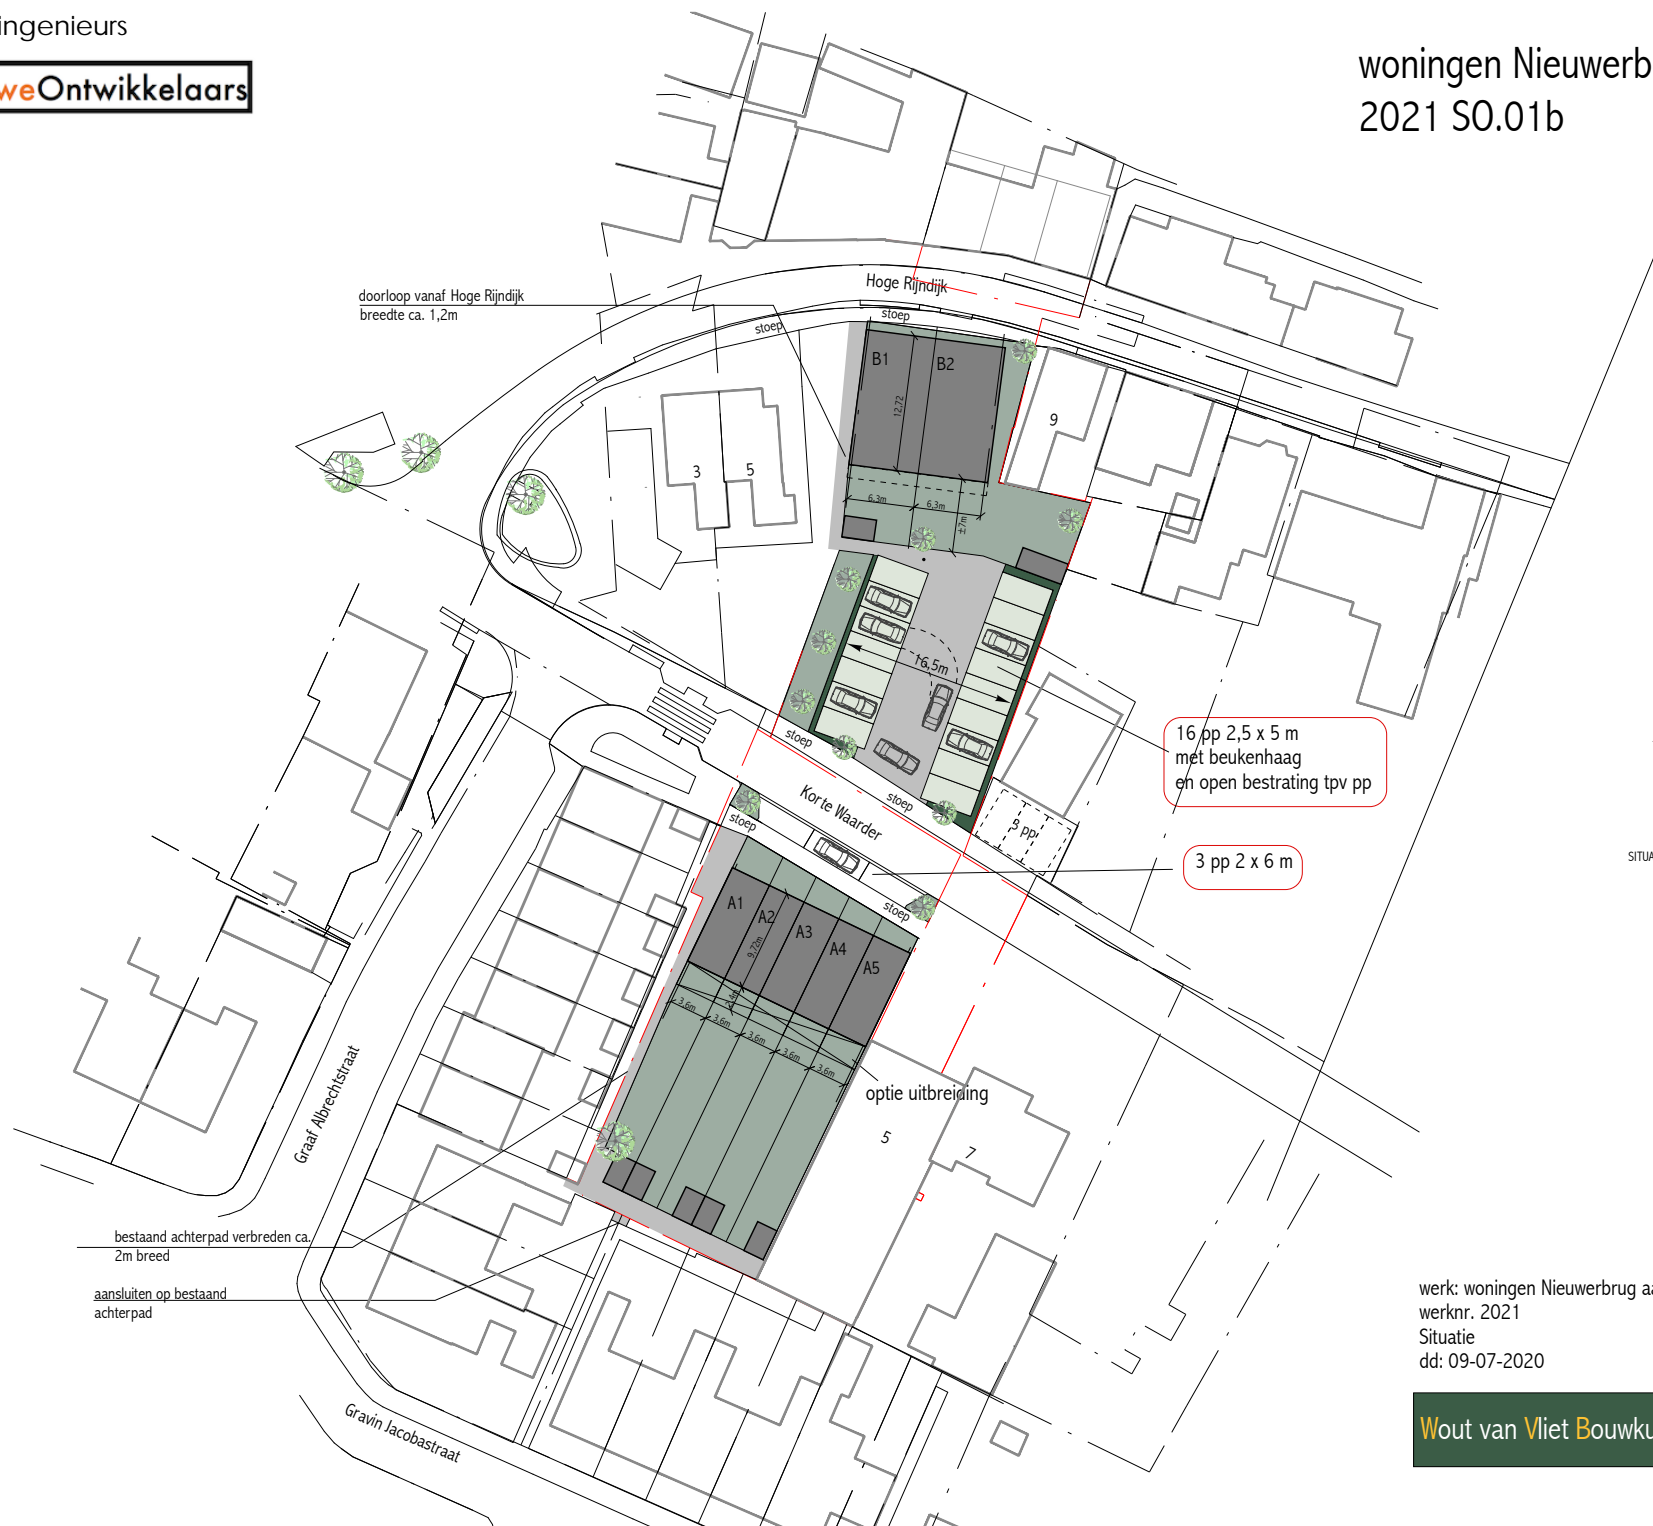 ingenieurs
weOntwikkelaars
woningen Nieuwerb
2021 SO.01b
doorloop vanaf Hoge Rijndijk
breedte ca. 1,2m
Hoge Rijndijk
stoep
stoep
B1
B2
12,72
9
3
5
6,3m
6,3m
±7m
16,5m
16 pp 2,5 x 5 m
met beukenhaag
en open bestrating tpv pp
stoep
stoep
Korte Waarder
3 pp
3 pp 2 x 6 m
stoep
stoep
SITUA
A1
A2
A3
A4
A5
9,72m
2,4m
3,6m
3,6m
3,6m
3,6m
3,6m
optie uitbreiding
5
7
Graaf Albrechtstraat
bestaand achterpad verbreden ca.
2m breed
aansluiten op bestaand
achterpad
Gravin Jacobastraat
werk: woningen Nieuwerbrug aa
werknr. 2021
Situatie
dd: 09-07-2020
Wout van Vliet Bouwku